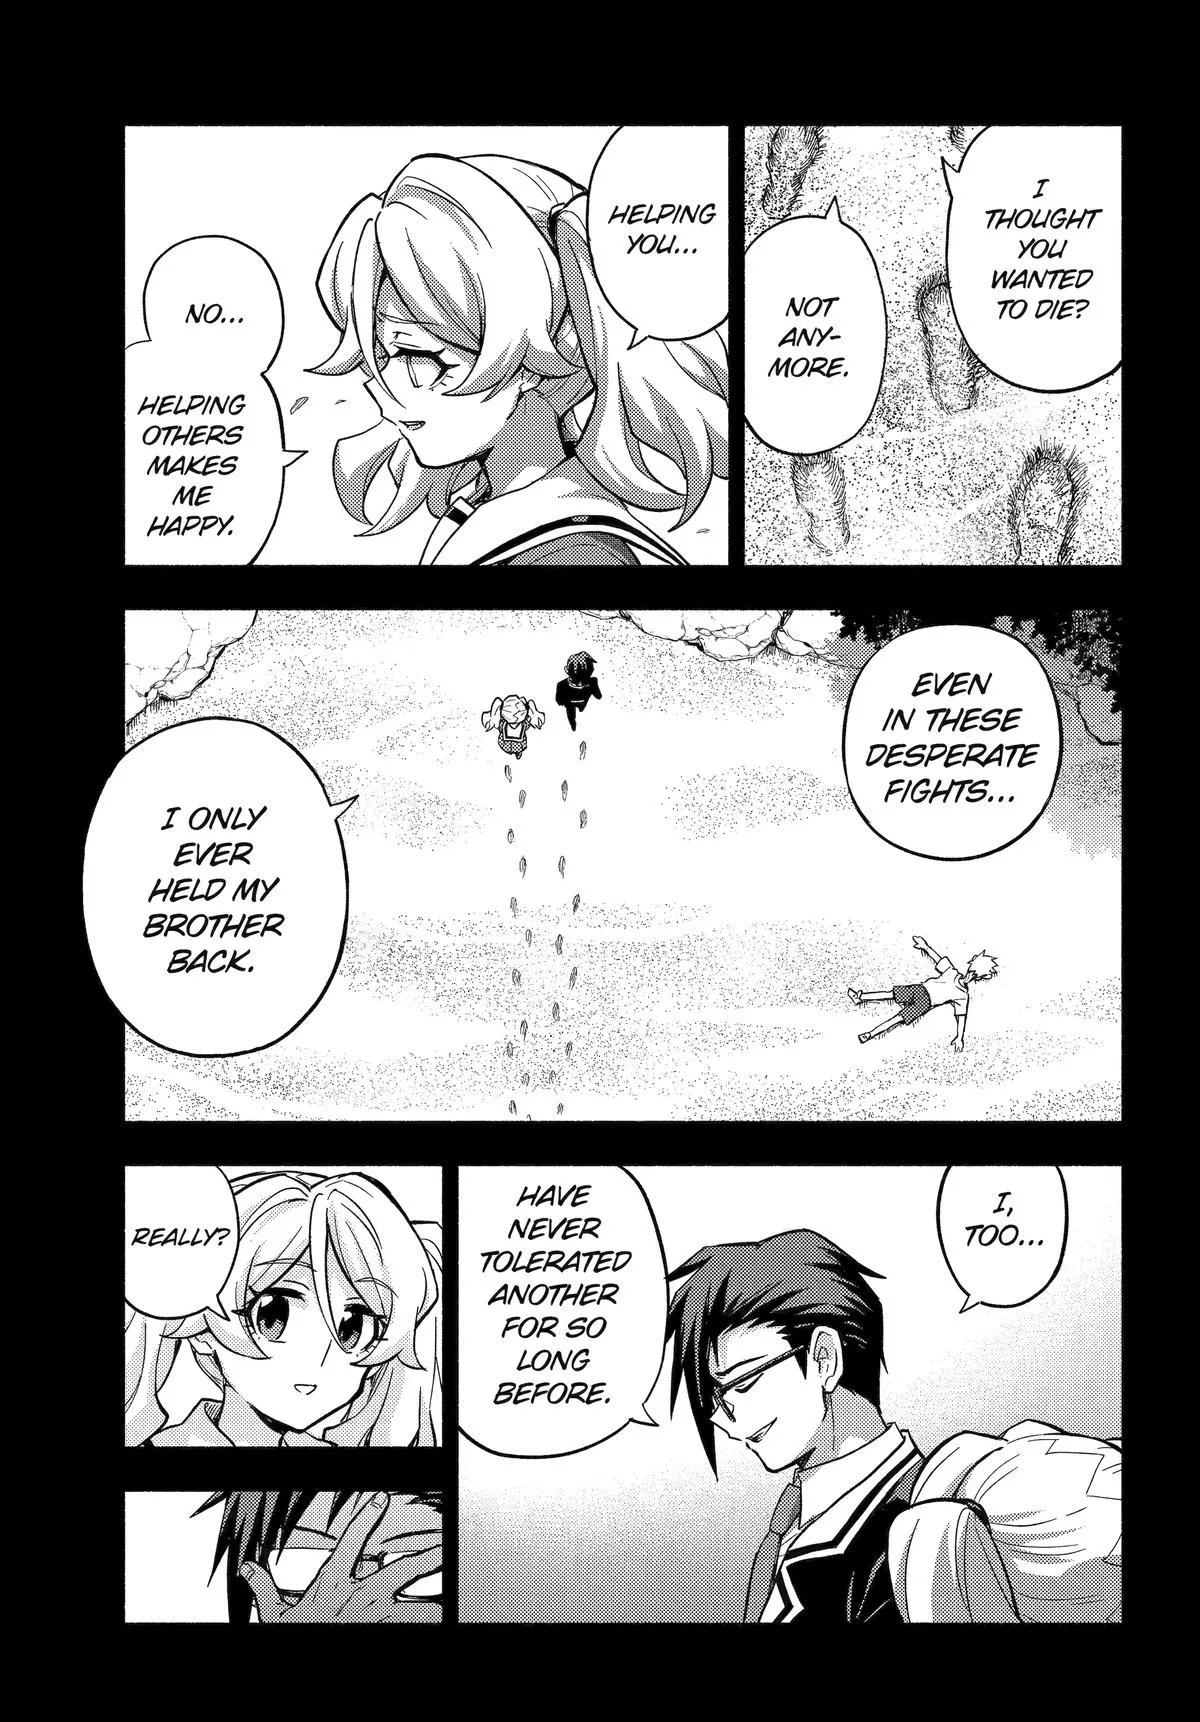 I
THOUGHT
YOU
WANTED
TO DIE?
NOT
ANY-
MORE.
HELPING
YOU...
NO...
HELPING
OTHERS
MAKES
ME
HAPPY.
EVEN
IN THESE
DESPERATE
FIGHTS...
I ONLY
EVER
HELD MY
BROTHER
BACK.
I,
TOO...
HAVE
NEVER
TOLERATED
ANOTHER
FOR SO
LONG
BEFORE.
REALLY?